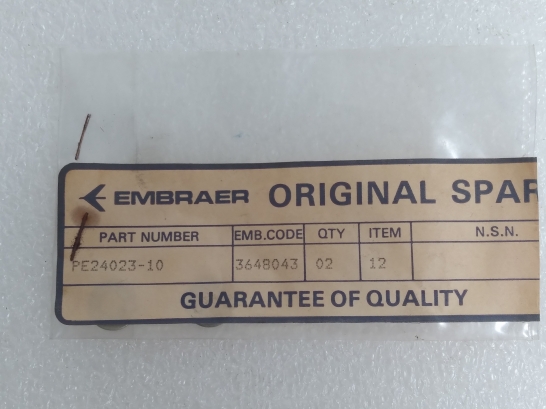 EMBRAER ORIGINAL SPAR
PART NUMBER EMB.CODE QTY ITEM N.S.N.
PE24023-10 3648043 02 12
GUARANTEE OF QUALITY